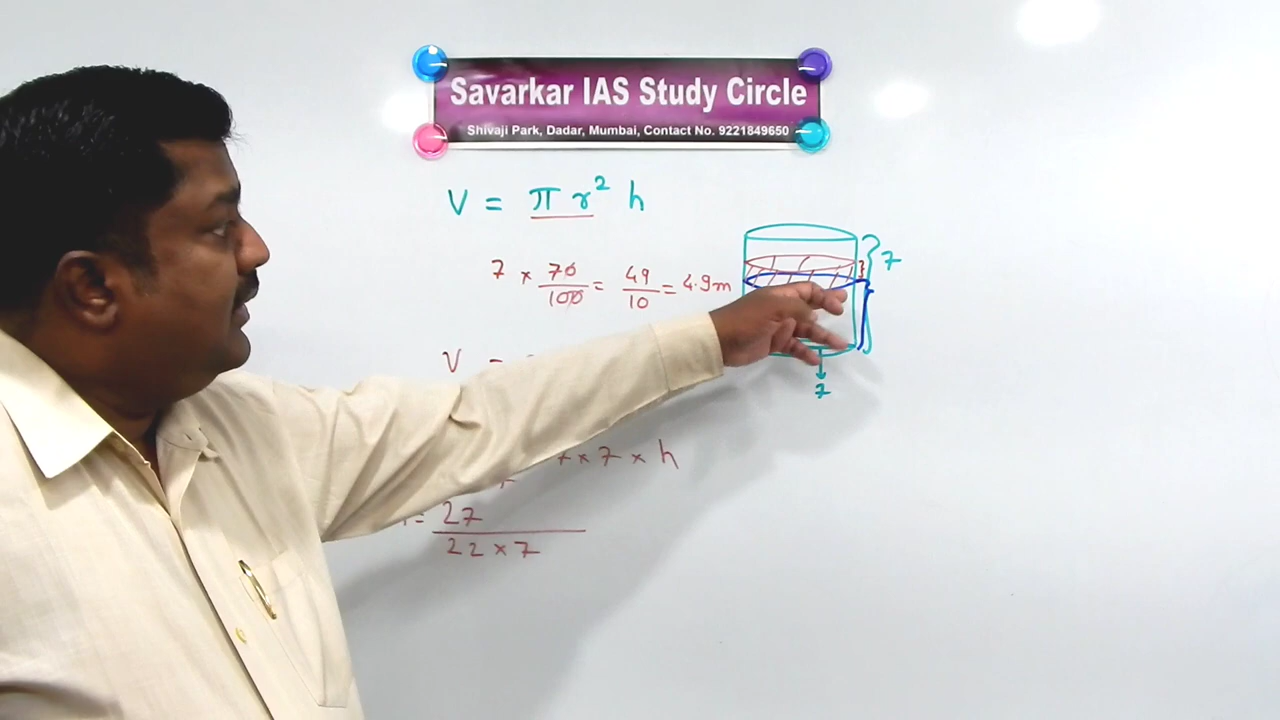 Savarkar IAS Study Circle
Shivaji Park, Dadar, Mumbai, Contact No. 9221849650
V = π r² h
7
7 × 70/100 = 49/10 = 4.9m
V =
7
7 × 7 × h
= 27
22 × 7